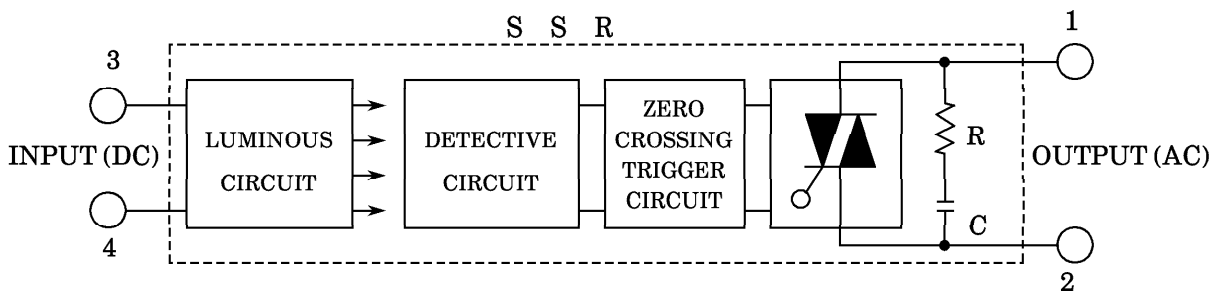 S S R
1
3
ZERO
LUMINOUS
DETECTIVE
CROSSING
R
INPUT (DC)
OUTPUT (AC)
TRIGGER
CIRCUIT
CIRCUIT
CIRCUIT
C
4
2